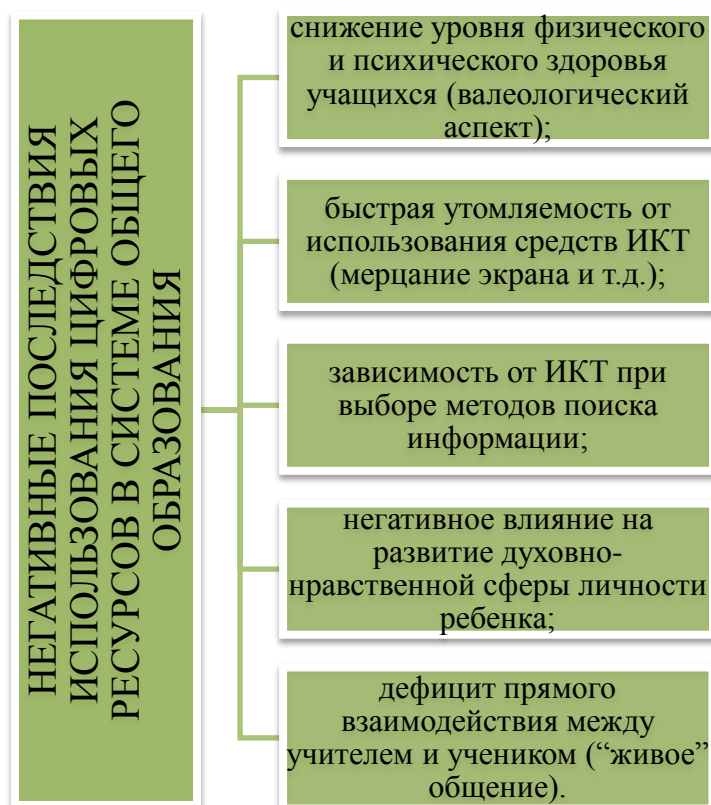 НЕГАТИВНЫЕ ПОСЛЕДСТВИЯ
ИСПОЛЬЗОВАНИЯ ЦИФРОВЫХ
РЕСУРСОВ В СИСТЕМЕ ОБЩЕГО
ОБРАЗОВАНИЯ
снижение уровня физического
и психического здоровья
учащихся (валеологический
аспект);
быстрая утомляемость от
использования средств ИКТ
(мерцание экрана и т.д.);
зависимость от ИКТ при
выборе методов поиска
информации;
негативное влияние на
развитие духовно-
нравственной сферы личности
ребенка;
дефицит прямого
взаимодействия между
учителем и учеником (“живое”
общение).